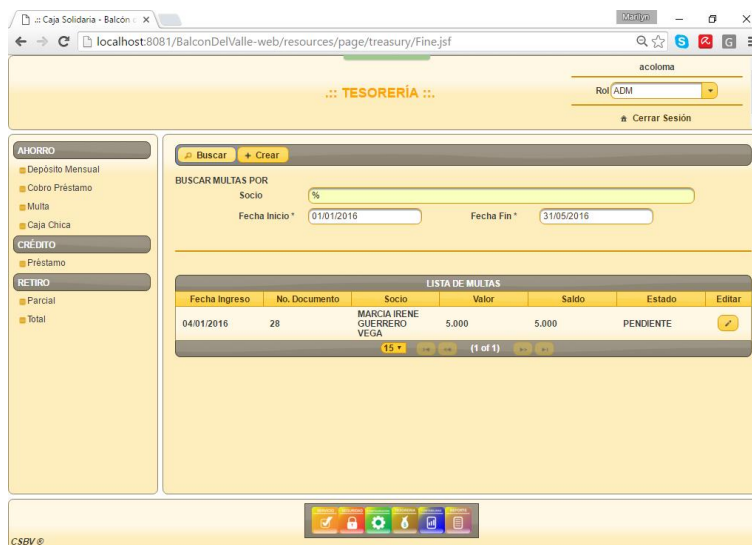 .:: Caja Solidaria - Balcón
Marilyn
localhost:8081/BalconDelValle-web/resources/page/treasury/Fine.jsf
.:: TESORERÍA ::.
acoloma
Rol ADM
Cerrar Sesión
AHORRO
Depósito Mensual
Cobro Préstamo
Multa
Caja Chica
CRÉDITO
Préstamo
RETIRO
Parcial
Total
Buscar + Crear
BUSCAR MULTAS POR
Socio %
Fecha Inicio * 01/01/2016 Fecha Fin * 31/05/2016
LISTA DE MULTAS
Fecha Ingreso No. Documento Socio Valor Saldo Estado Editar
04/01/2016 28 MARCIA IRENE GUERRERO VEGA 5.000 5.000 PENDIENTE
15 (1 of 1)
CSBV ®